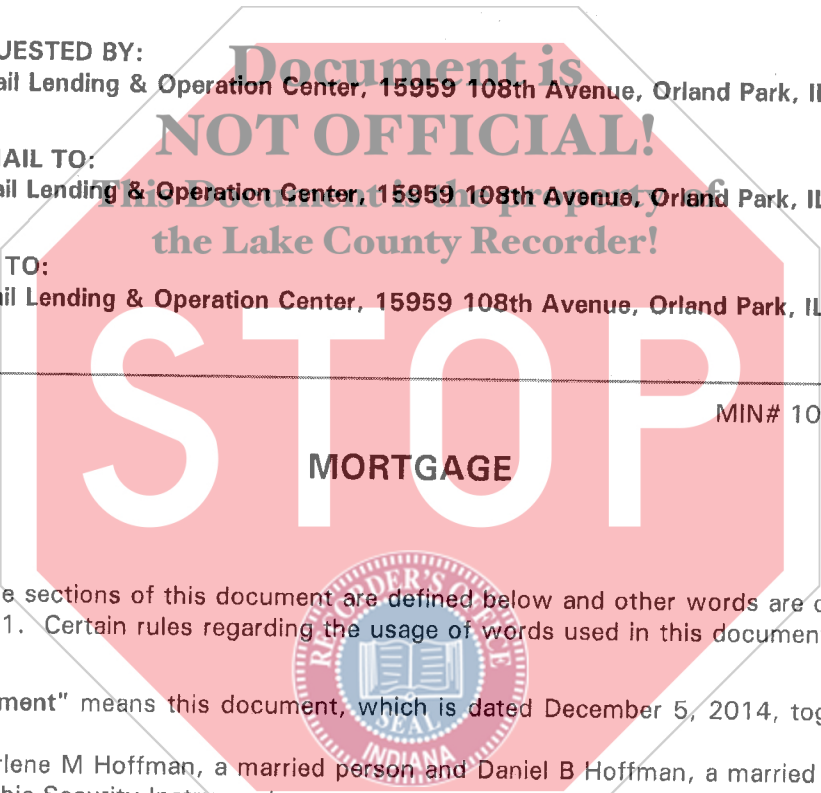 UESTED BY:
ail Lending & Operation Center, 15959 108th Avenue, Orland Park, IL
Document is
NOT OFFICIAL!
AIL TO:
ail Lending & Operation Center, 15959 108th Avenue, Orland Park, IL
This Document is the property of
the Lake County Recorder!
TO:
ail Lending & Operation Center, 15959 108th Avenue, Orland Park, IL
STOP
MIN# 10
MORTGAGE
e sections of this document are defined below and other words are
1. Certain rules regarding the usage of words used in this documen
ment" means this document, which is dated December 5, 2014, tog
rlene M Hoffman, a married person and Daniel B Hoffman, a married
RECORDER'S OFFICE
SEAL
INDIANA